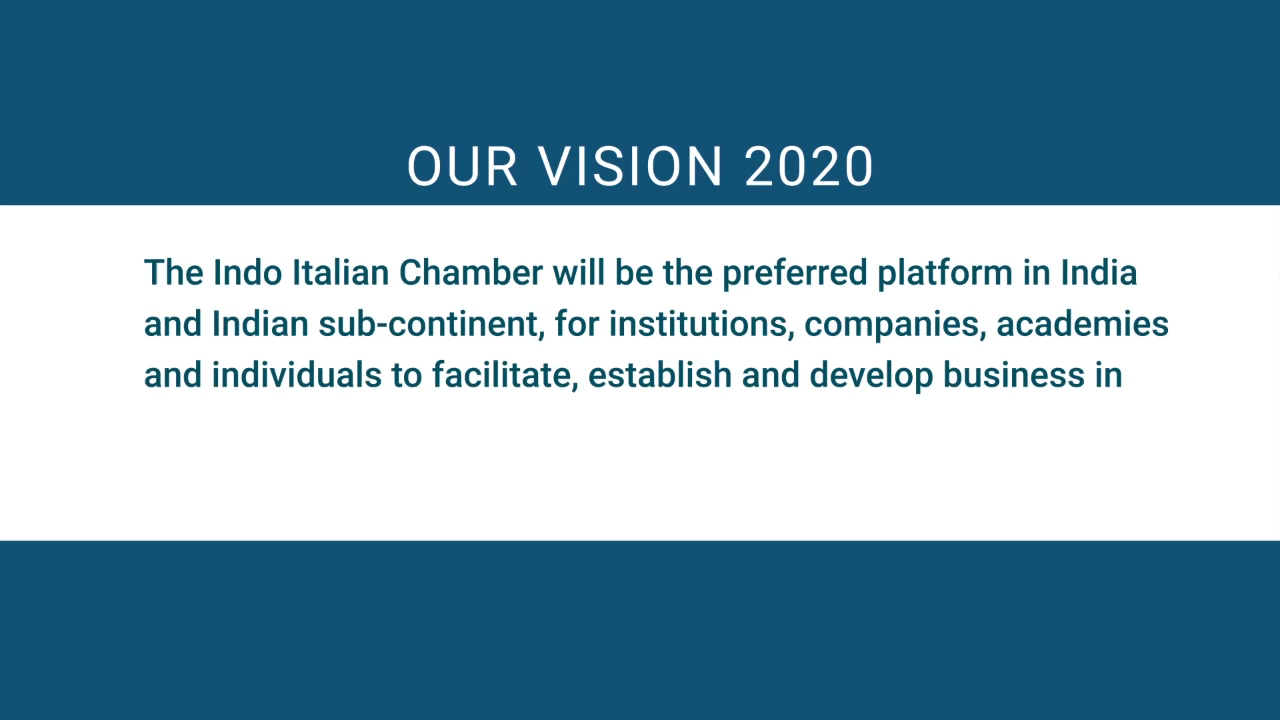 OUR VISION 2020
The Indo Italian Chamber will be the preferred platform in India
and Indian sub-continent, for institutions, companies, academies
and individuals to facilitate, establish and develop business in